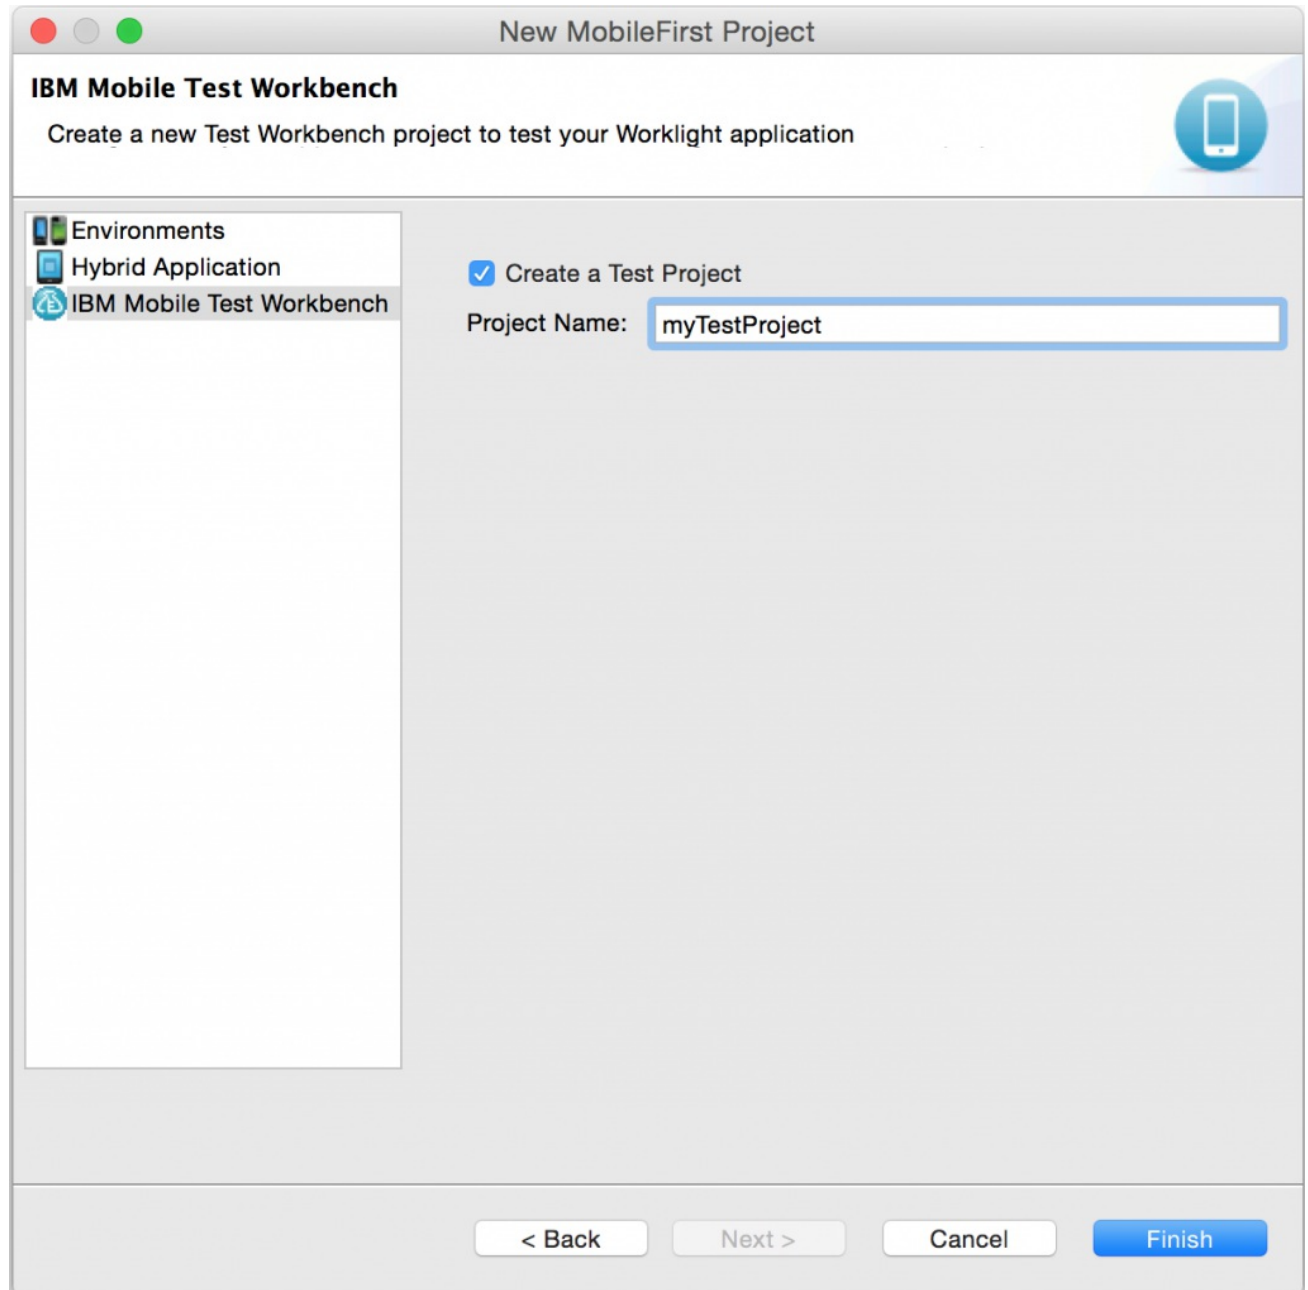 New MobileFirst Project
IBM Mobile Test Workbench
Create a new Test Workbench project to test your Worklight application
Environments
Hybrid Application
IBM Mobile Test Workbench
Create a Test Project
Project Name: myTestProject
< Back Next > Cancel Finish